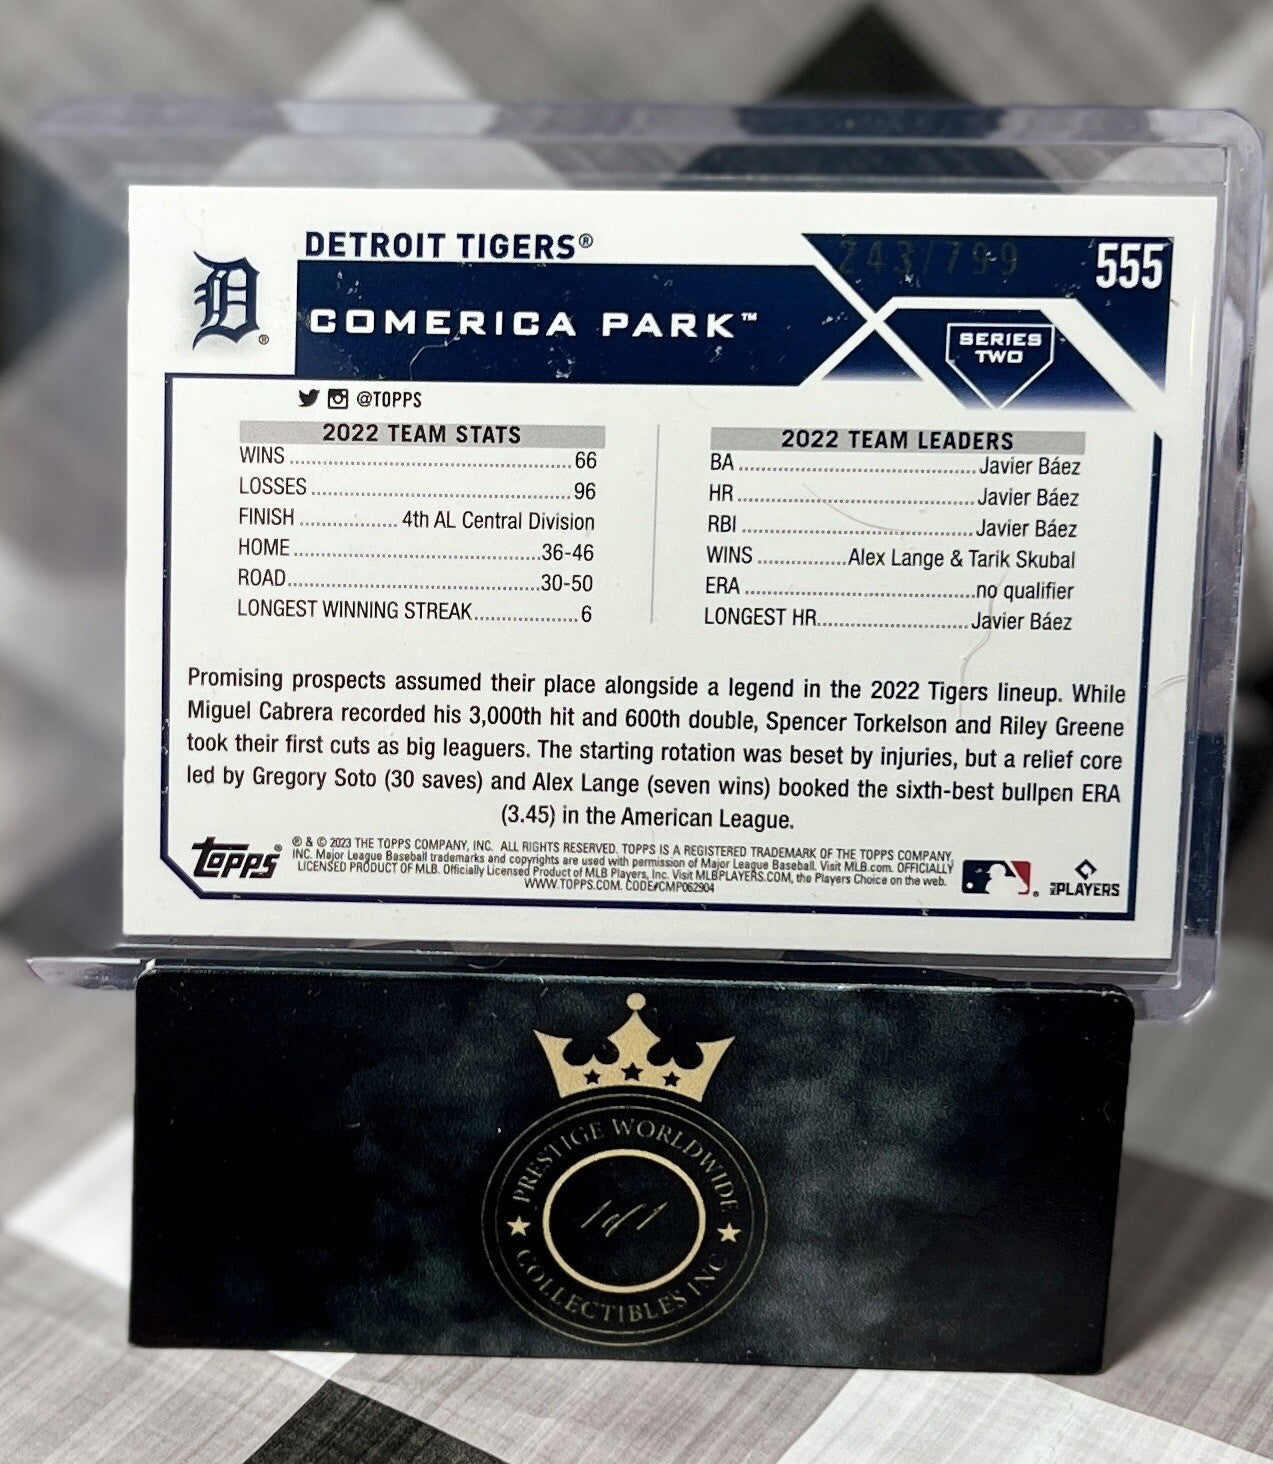 DETROIT TIGERS®
243/799
555
D ®
COMERICA PARK™
SERIES
TWO
@TOPPS
2022 TEAM STATS
WINS ........ 66
LOSSES ........ 96
FINISH ........ 4th AL Central Division
HOME ........ 36-46
ROAD ........ 30-50
LONGEST WINNING STREAK ........ 6
2022 TEAM LEADERS
BA ........ Javier Báez
HR ........ Javier Báez
RBI ........ Javier Báez
WINS ........ Alex Lange & Tarik Skubal
ERA ........ no qualifier
LONGEST HR ........ Javier Báez
Promising prospects assumed their place alongside a legend in the 2022 Tigers lineup. While
Miguel Cabrera recorded his 3,000th hit and 600th double, Spencer Torkelson and Riley Greene
took their first cuts as big leaguers. The starting rotation was beset by injuries, but a relief core
led by Gregory Soto (30 saves) and Alex Lange (seven wins) booked the sixth-best bullpen ERA
(3.45) in the American League.
topps®
® & © 2023 THE TOPPS COMPANY, INC. ALL RIGHTS RESERVED. TOPPS IS A REGISTERED TRADEMARK OF THE TOPPS COMPANY,
INC. Major League Baseball trademarks and copyrights are used with permission of Major League Baseball. Visit MLB.com. OFFICIALLY
LICENSED PRODUCT OF MLB. Officially Licensed Product of MLB Players, Inc. Visit MLBPLAYERS.COM, the Players Choice on the web.
WWW.TOPPS.COM. CODE#CMP062904
MLBPLAYERS
PRESTIGE WORLDWIDE
1of1
COLLECTIBLES INC